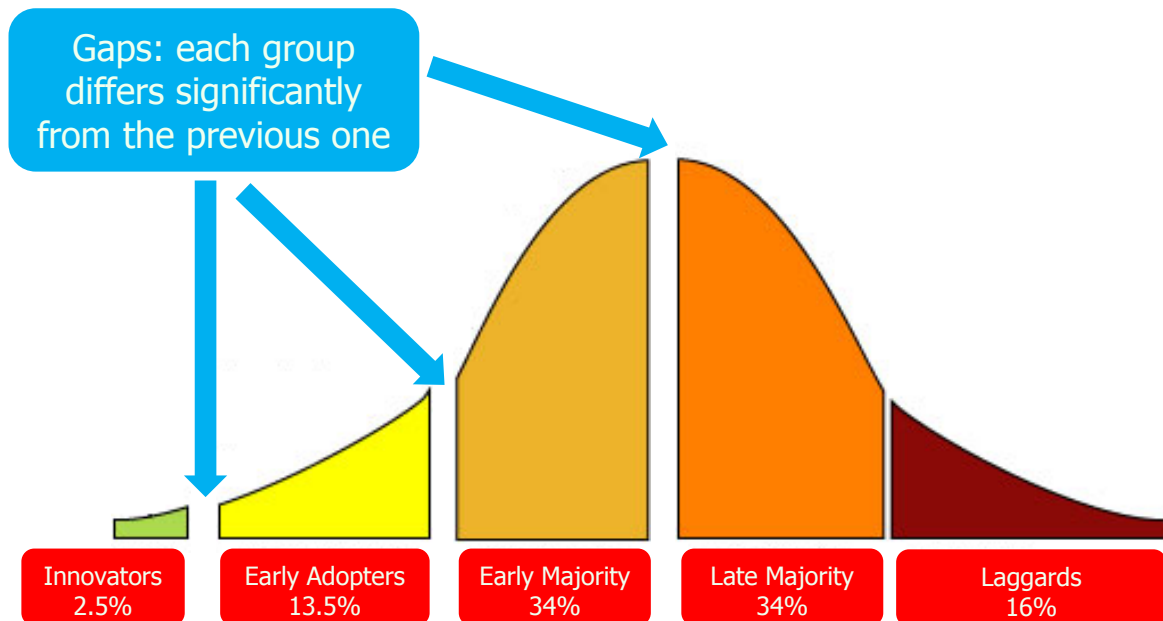 Gaps: each group
differs significantly
from the previous one
Innovators
2.5%
Early Adopters
13.5%
Early Majority
34%
Late Majority
34%
Laggards
16%